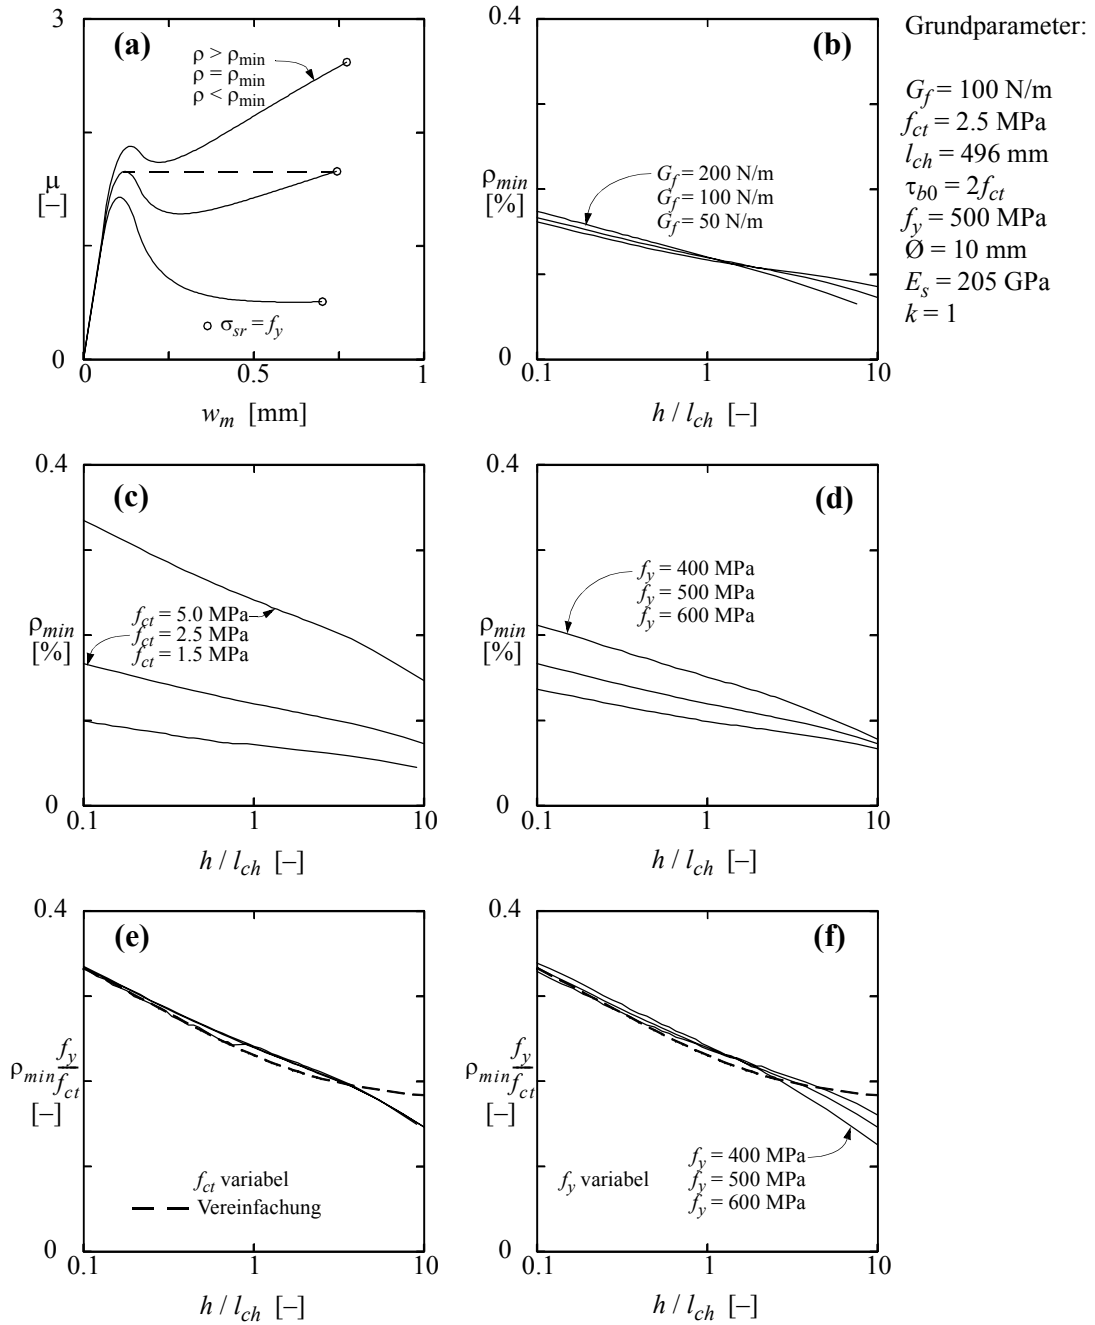 3
(a)
ρ > ρmin
ρ = ρmin
ρ < ρmin
μ
[–]
σsr = fy
0
0
0.5
1
wm [mm]
0.4
(b)
ρmin
[%]
Gf = 200 N/m
Gf = 100 N/m
Gf = 50 N/m
0
0.1
1
10
h / lch [–]
Grundparameter:
Gf = 100 N/m
fct = 2.5 MPa
lch = 496 mm
τb0 = 2fct
fy = 500 MPa
Ø = 10 mm
Es = 205 GPa
k = 1
0.4
(c)
ρmin
[%]
fct = 5.0 MPa
fct = 2.5 MPa
fct = 1.5 MPa
0
0.1
1
10
h / lch [–]
0.4
(d)
ρmin
[%]
fy = 400 MPa
fy = 500 MPa
fy = 600 MPa
0
0.1
1
10
h / lch [–]
0.4
(e)
ρmin fy/fct
[–]
fct variabel
Vereinfachung
0
0.1
1
10
h / lch [–]
0.4
(f)
ρmin fy/fct
[–]
fy variabel
fy = 400 MPa
fy = 500 MPa
fy = 600 MPa
0
0.1
1
10
h / lch [–]